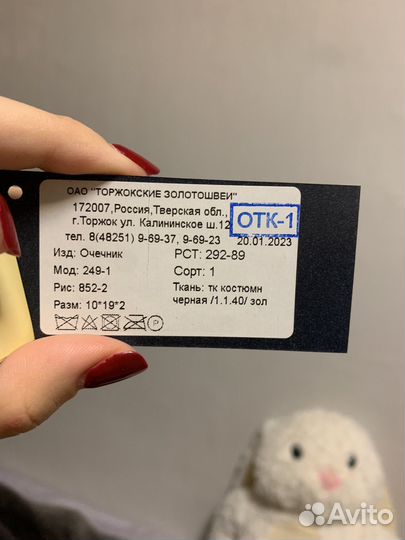 ОАО "ТОРЖОКСКИЕ ЗОЛОТОШВЕИ"
172007,Россия,Тверская обл.,
г.Торжок ул. Калининское ш.12
ОТК-1
тел. 8(48251) 9-69-37, 9-69-23 20.01.2023
Изд: Очечник РСТ: 292-89
Мод: 249-1 Сорт: 1
Рис: 852-2 Ткань: тк костюмн
Разм: 10*19*2 черная /1.1.40/ зол
P
Avito